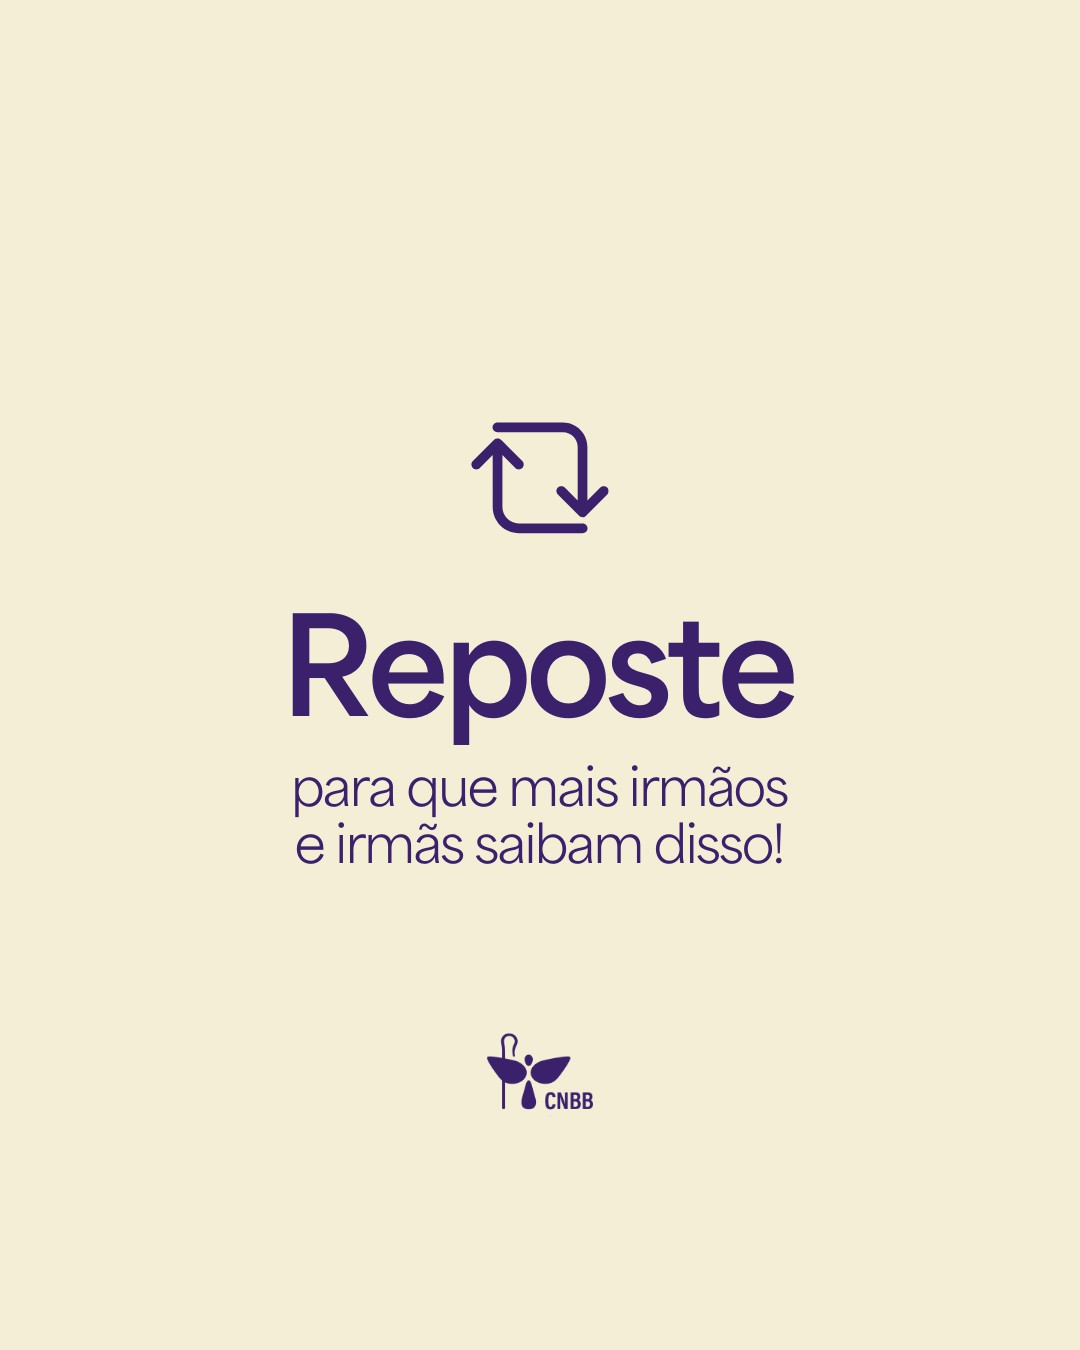 Reposte
para que mais irmãos
e irmãs saibam disso!
CNBB